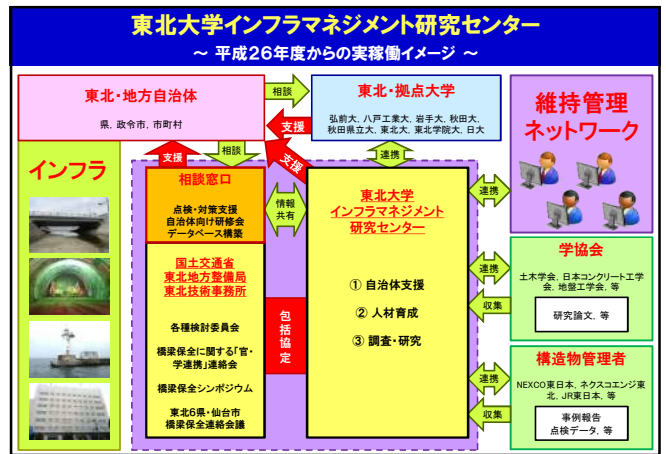 東北大学インフラマネジメント研究センター
～ 平成26年度からの実稼働イメージ ～
東北・地方自治体
県, 政令市, 市町村
相談
支援
東北・拠点大学
弘前大, 八戸工業大, 岩手大, 秋田大,
秋田県立大, 東北大, 東北学院大, 日大
維持管理
ネットワーク
インフラ
支援
相談
支援
連携
相談窓口
点検・対策支援
自治体向け研修会
データベース構築
情報
共有
東北大学
インフラマネジメント
研究センター
① 自治体支援
② 人材育成
③ 調査・研究
連携
国土交通省
東北地方整備局
東北技術事務所
各種検討委員会
橋梁保全に関する「官・
学連携」連絡会
橋梁保全シンポジウム
東北6県・仙台市
橋梁保全連絡会議
包括協定
連携
収集
学協会
土木学会, 日本コンクリート工学
会, 地盤工学会, 等
研究論文, 等
連携
収集
構造物管理者
NEXCO東日本, ネクスコエンジ東
北, JR東日本, 等
事例報告
点検データ, 等